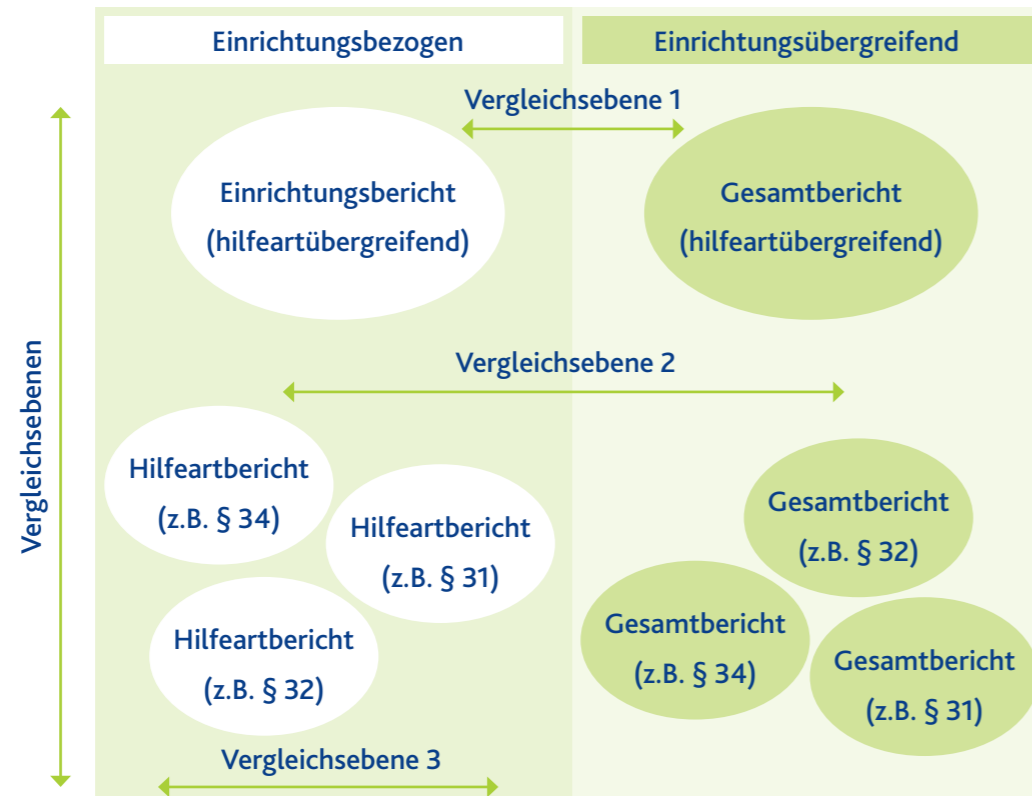 Einrichtungsbezogen
Einrichtungsübergreifend
Vergleichsebene 1
Einrichtungsbericht
(hilfeartübergreifend)
Gesamtbericht
(hilfeartübergreifend)
Vergleichsebenen
Vergleichsebene 2
Hilfeartbericht
(z.B. § 34)
Hilfeartbericht
(z.B. § 31)
Hilfeartbericht
(z.B. § 32)
Gesamtbericht
(z.B. § 32)
Gesamtbericht
(z.B. § 34)
Gesamtbericht
(z.B. § 31)
Vergleichsebene 3